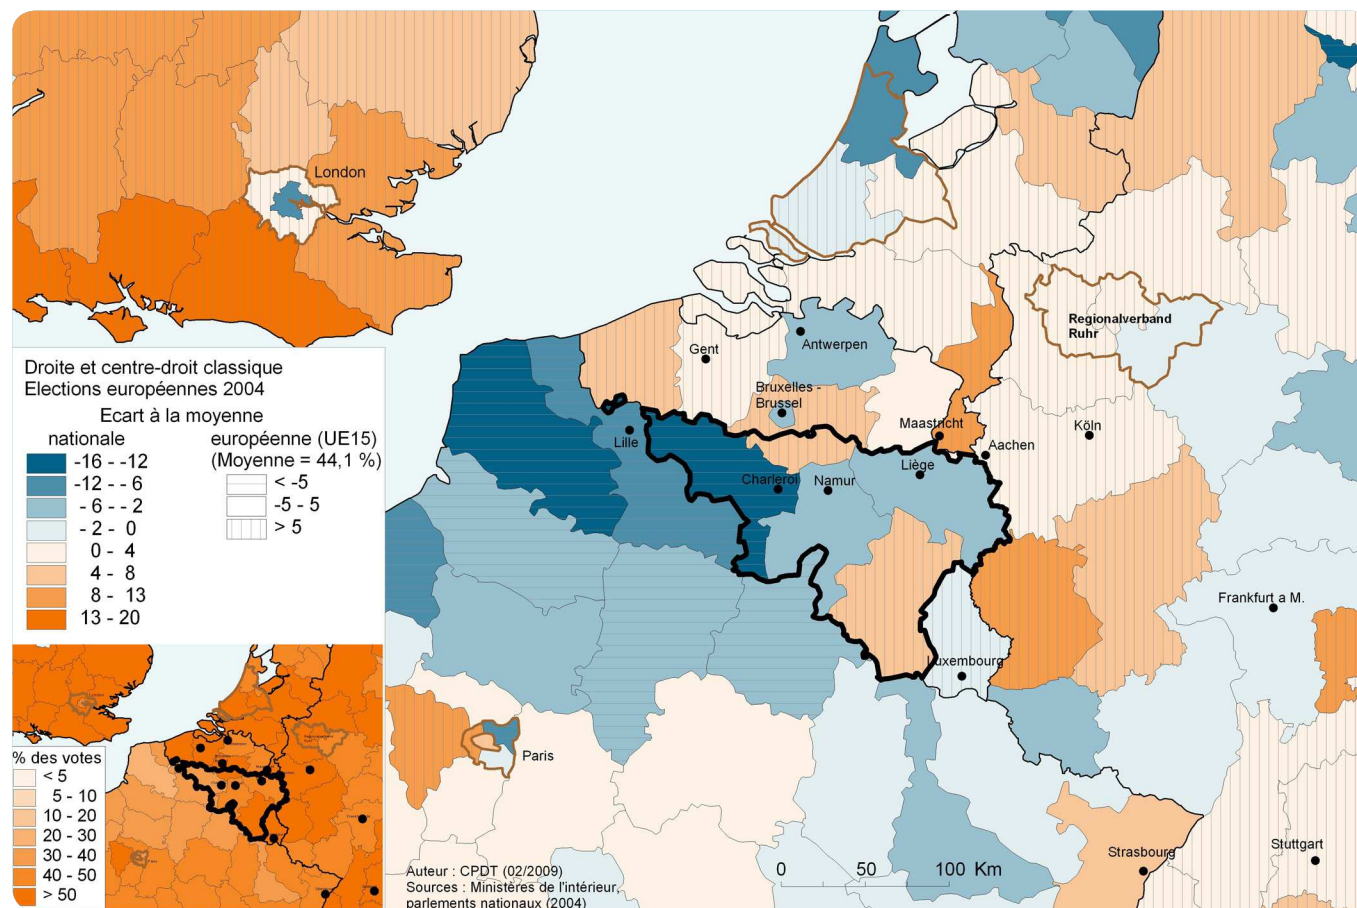 London
Regionalverband
Ruhr
Gent
Antwerpen
Bruxelles -
Brussel
Maastricht
Aachen
Köln
Lille
Charleroi
Namur
Liège
Frankfurt a M.
Luxembourg
Paris
Strasbourg
Stuttgart
Droite et centre-droit classique
Elections européennes 2004
Ecart à la moyenne
nationale
européenne (UE15)
(Moyenne = 44,1 %)
-16 - -12
-12 - - 6
- 6 - - 2
- 2 - 0
0 - 4
4 - 8
8 - 13
13 - 20
< -5
-5 - 5
> 5
% des votes
< 5
5 - 10
10 - 20
20 - 30
30 - 40
40 - 50
> 50
0 50 100 Km
Auteur : CPDT (02/2009)
Sources : Ministères de l'intérieur,
parlements nationaux (2004)